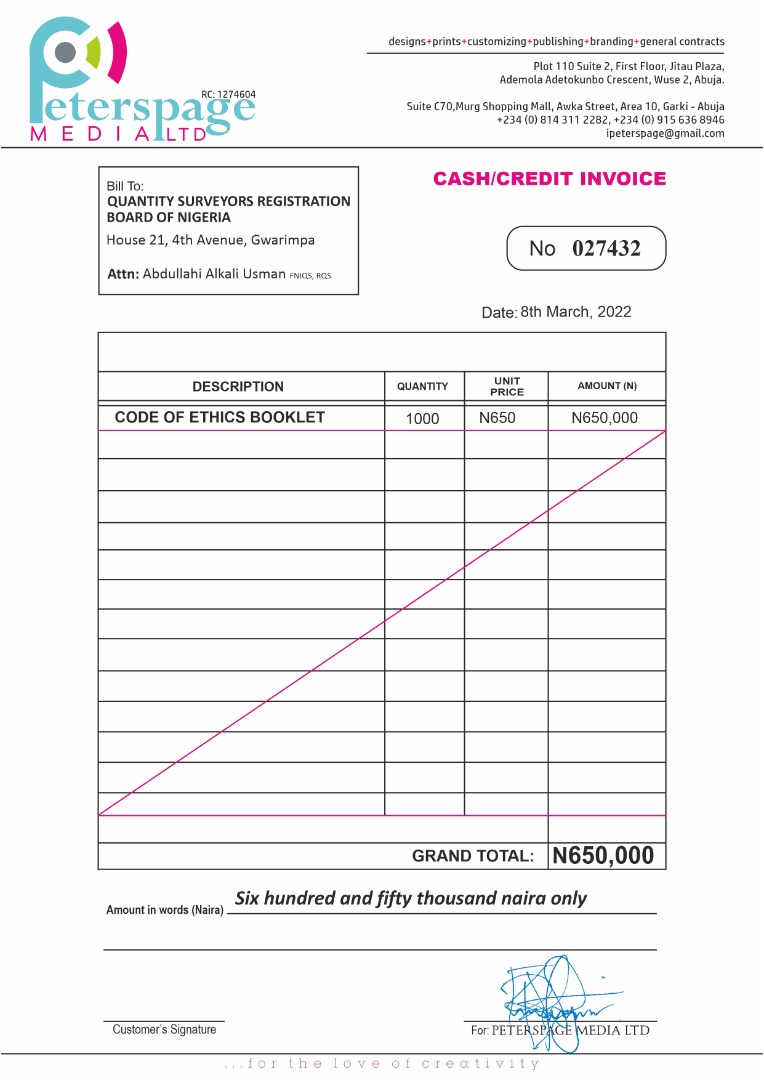 designs+prints+customizing+publishing+branding+general contracts
Plot 110 Suite 2, First Floor, Jitau Plaza,
Ademola Adetokunbo Crescent, Wuse 2, Abuja.
RC: 1274604
Peterspage
MEDIA LTD
Suite C70,Murg Shopping Mall, Awka Street, Area 10, Garki - Abuja
+234 (0) 814 311 2282, +234 (0) 915 636 8946
ipeterspage@gmail.com
Bill To:
QUANTITY SURVEYORS REGISTRATION
BOARD OF NIGERIA
House 21, 4th Avenue, Gwarimpa
Attn: Abdullahi Alkali Usman FNIQS, RQS
CASH/CREDIT INVOICE
No 027432
Date: 8th March, 2022
DESCRIPTION QUANTITY UNIT PRICE AMOUNT (N)
CODE OF ETHICS BOOKLET 1000 N650 N650,000
GRAND TOTAL: N650,000
Amount in words (Naira) Six hundred and fifty thousand naira only
Customer's Signature
For: PETERSPAGE MEDIA LTD
...for the love of creativity